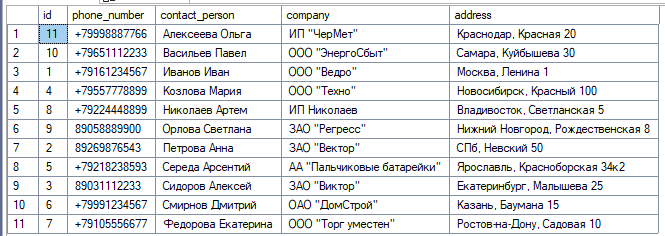 id phone_number contact_person company address
1 11 +79998887766 Алексеева Ольга ИП "ЧерМет" Краснодар, Красная 20
2 10 +79651112233 Васильев Павел ООО "ЭнергоСбыт" Самара, Куйбышева 30
3 1 +79161234567 Иванов Иван ООО "Ведро" Москва, Ленина 1
4 4 +79557778899 Козлова Мария ООО "Техно" Новосибирск, Красный 100
5 8 +79224448899 Николаев Артем ИП Николаев Владивосток, Светланская 5
6 9 89058889900 Орлова Светлана ЗАО "Регресс" Нижний Новгород, Рождественская 8
7 2 89269876543 Петрова Анна ЗАО "Вектор" СПб, Невский 50
8 5 +79218238593 Середа Арсентий АА "Пальчиковые батарейки" Ярославль, Красноборская 34к2
9 3 89031112233 Сидоров Алексей ЗАО "Виктор" Екатеринбург, Малышева 25
10 6 +79991234567 Смирнов Дмитрий ОАО "ДомСтрой" Казань, Баумана 15
11 7 +79105556677 Федорова Екатерина ООО "Торг уместен" Ростов-на-Дону, Садовая 10